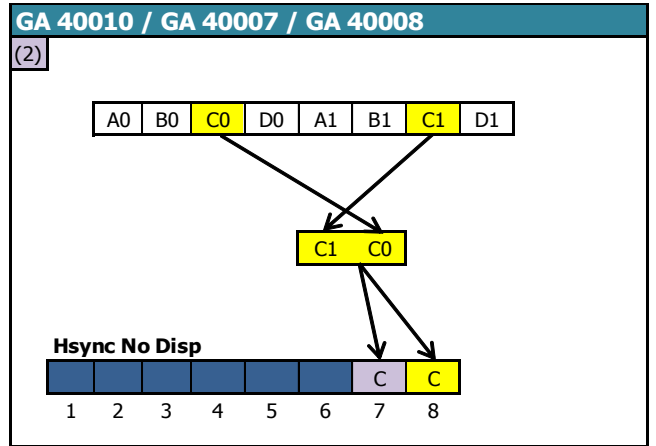 GA 40010 / GA 40007 / GA 40008
(2)
A0 B0 C0 D0 A1 B1 C1 D1
C1 C0
Hsync No Disp
C C
1 2 3 4 5 6 7 8